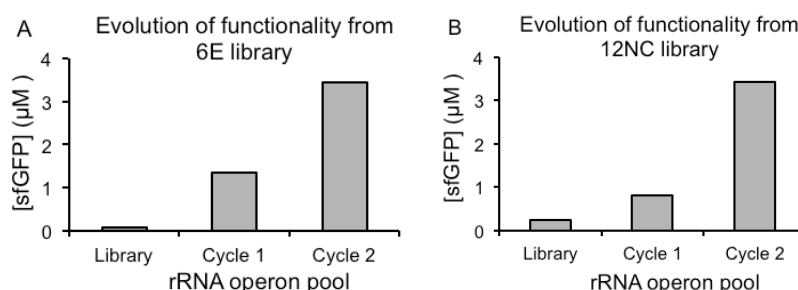 A
Evolution of functionality from
6E library
[sfGFP] (µM )
4
3
2
1
0
Library Cycle 1 Cycle 2
rRNA operon pool
B
Evolution of functionality from
12NC library
[sfGFP] (µM )
4
3
2
1
0
Library Cycle 1 Cycle 2
rRNA operon pool